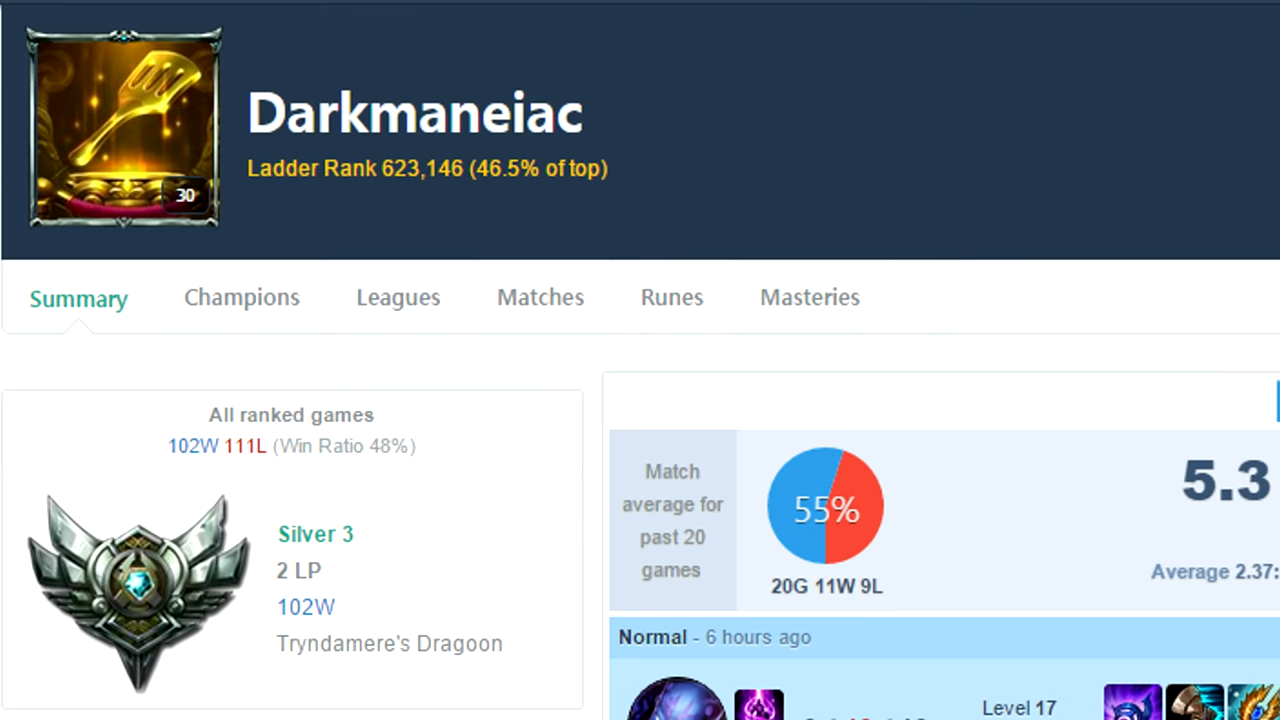 Darkmaneiac
Ladder Rank 623,146 (46.5% of top)
30
Summary Champions Leagues Matches Runes Masteries
All ranked games
102W 111L (Win Ratio 48%)
Silver 3
2 LP
102W
Tryndamere's Dragoon
Match
average for
past 20
games
55%
20G 11W 9L
5.3
Average 2.37:
Normal - 6 hours ago
Level 17